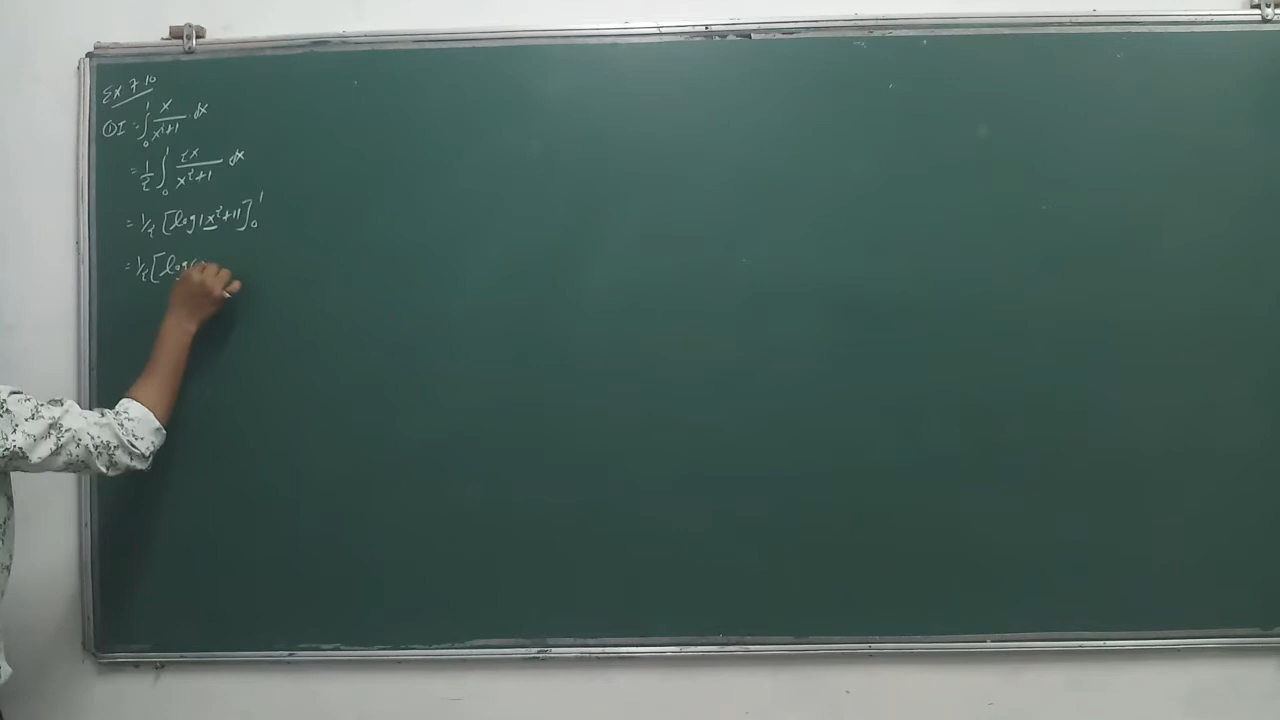 Ex 7.10
① I = ∫₀¹ x/(x²+1) dx
= 1/2 ∫₀¹ 2x/(x²+1) dx
= 1/2 [log|x²+1|]₀¹
= 1/2 [log(